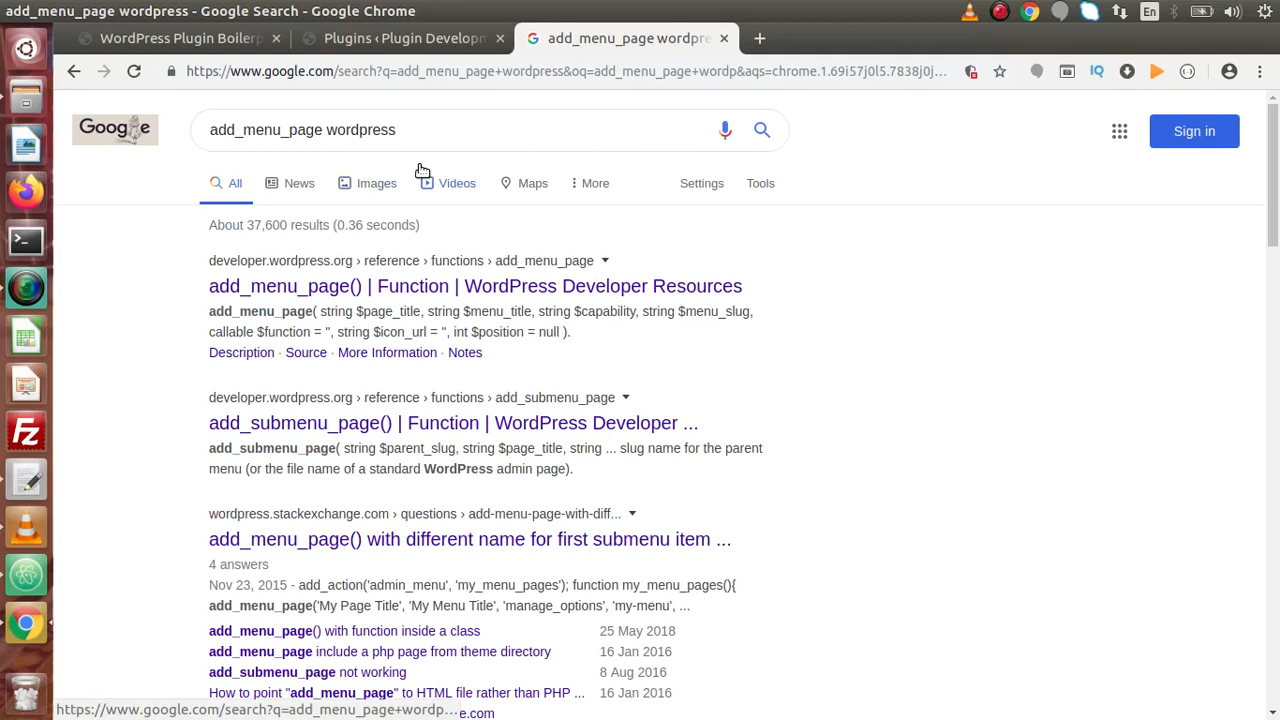 add_menu_page wordpress - Google Search - Google Chrome
En
WordPress Plugin Boilerp
Plugins ‹ Plugin Developm
add_menu_page wordpre
https://www.google.com/search?q=add_menu_page+wordpress&oq=add_menu_page+wordp&aqs=chrome.1.69i57j0l5.7838j0j...
IQ
Google
add_menu_page wordpress
Sign in
All
News
Images
Videos
Maps
More
Settings
Tools
About 37,600 results (0.36 seconds)
developer.wordpress.org › reference › functions › add_menu_page
add_menu_page() | Function | WordPress Developer Resources
add_menu_page( string $page_title, string $menu_title, string $capability, string $menu_slug,
callable $function = '', string $icon_url = '', int $position = null ).
Description · Source · More Information · Notes
developer.wordpress.org › reference › functions › add_submenu_page
add_submenu_page() | Function | WordPress Developer ...
add_submenu_page( string $parent_slug, string $page_title, string ... slug name for the parent
menu (or the file name of a standard WordPress admin page).
wordpress.stackexchange.com › questions › add-menu-page-with-diff...
add_menu_page() with different name for first submenu item ...
4 answers
Nov 23, 2015 - add_action('admin_menu', 'my_menu_pages'); function my_menu_pages(){
add_menu_page('My Page Title', 'My Menu Title', 'manage_options', 'my-menu', ...
add_menu_page() with function inside a class 25 May 2018
add_menu_page include a php page from theme directory 16 Jan 2016
add_submenu_page not working 8 Aug 2016
How to point "add_menu_page" to HTML file rather than PHP ... 16 Jan 2016
https://www.google.com/search?q=add_menu_page+wordp...
e.com
Fz